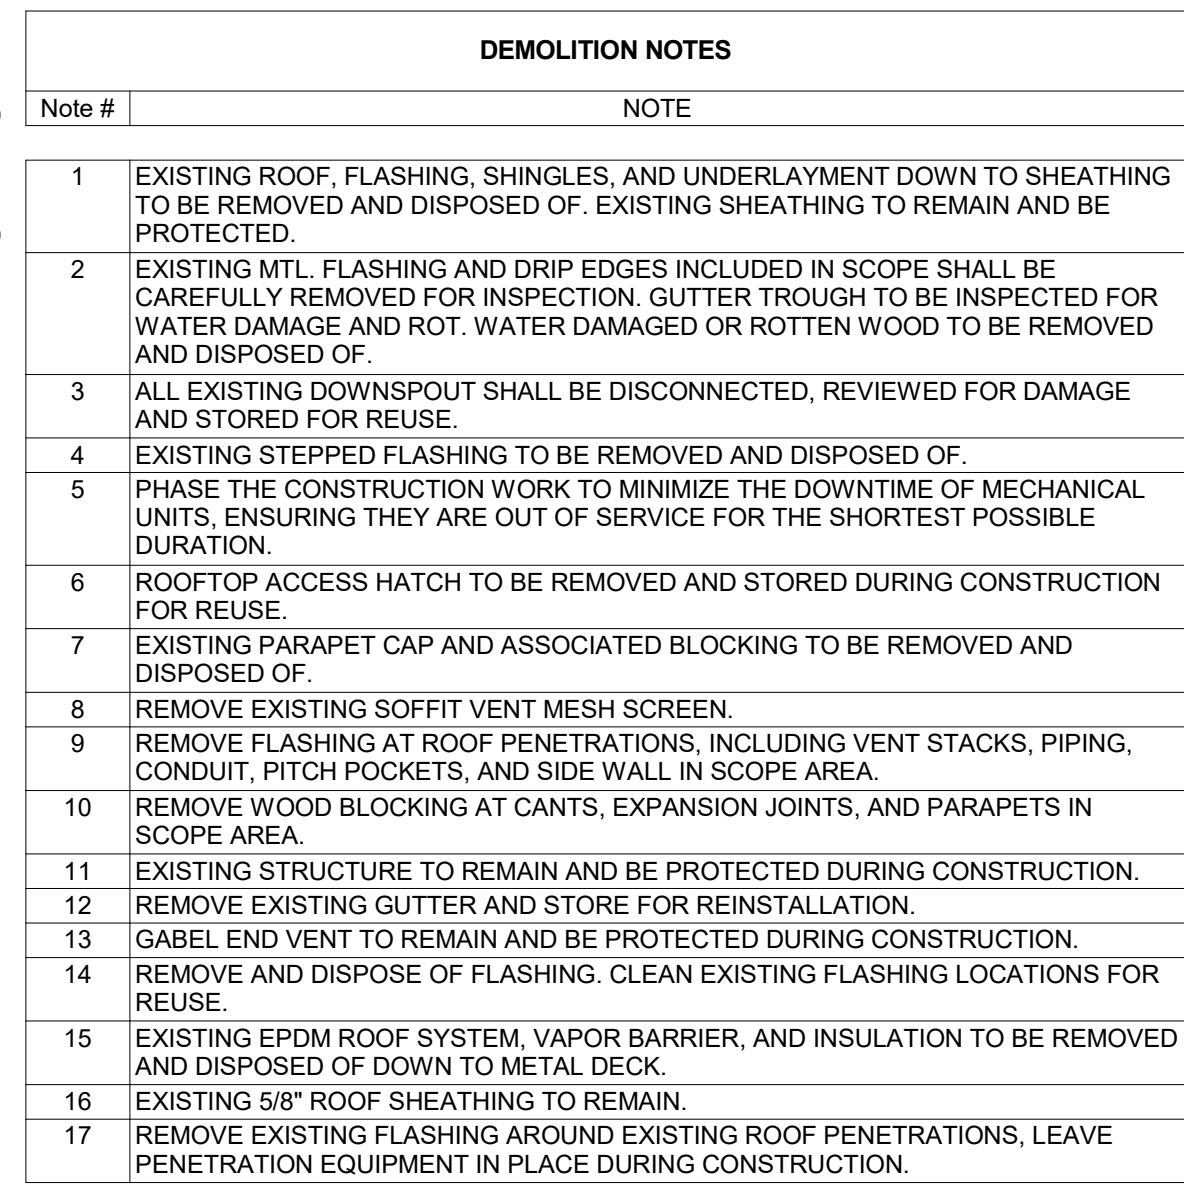 DEMOLITION NOTES
Note # NOTE
1 EXISTING ROOF, FLASHING, SHINGLES, AND UNDERLAYMENT DOWN TO SHEATHING
TO BE REMOVED AND DISPOSED OF. EXISTING SHEATHING TO REMAIN AND BE
PROTECTED.
2 EXISTING MTL. FLASHING AND DRIP EDGES INCLUDED IN SCOPE SHALL BE
CAREFULLY REMOVED FOR INSPECTION. GUTTER TROUGH TO BE INSPECTED FOR
WATER DAMAGE AND ROT. WATER DAMAGED OR ROTTEN WOOD TO BE REMOVED
AND DISPOSED OF.
3 ALL EXISTING DOWNSPOUT SHALL BE DISCONNECTED, REVIEWED FOR DAMAGE
AND STORED FOR REUSE.
4 EXISTING STEPPED FLASHING TO BE REMOVED AND DISPOSED OF.
5 PHASE THE CONSTRUCTION WORK TO MINIMIZE THE DOWNTIME OF MECHANICAL
UNITS, ENSURING THEY ARE OUT OF SERVICE FOR THE SHORTEST POSSIBLE
DURATION.
6 ROOFTOP ACCESS HATCH TO BE REMOVED AND STORED DURING CONSTRUCTION
FOR REUSE.
7 EXISTING PARAPET CAP AND ASSOCIATED BLOCKING TO BE REMOVED AND
DISPOSED OF.
8 REMOVE EXISTING SOFFIT VENT MESH SCREEN.
9 REMOVE FLASHING AT ROOF PENETRATIONS, INCLUDING VENT STACKS, PIPING,
CONDUIT, PITCH POCKETS, AND SIDE WALL IN SCOPE AREA.
10 REMOVE WOOD BLOCKING AT CANTS, EXPANSION JOINTS, AND PARAPETS IN
SCOPE AREA.
11 EXISTING STRUCTURE TO REMAIN AND BE PROTECTED DURING CONSTRUCTION.
12 REMOVE EXISTING GUTTER AND STORE FOR REINSTALLATION.
13 GABEL END VENT TO REMAIN AND BE PROTECTED DURING CONSTRUCTION.
14 REMOVE AND DISPOSE OF FLASHING. CLEAN EXISTING FLASHING LOCATIONS FOR
REUSE.
15 EXISTING EPDM ROOF SYSTEM, VAPOR BARRIER, AND INSULATION TO BE REMOVED
AND DISPOSED OF DOWN TO METAL DECK.
16 EXISTING 5/8" ROOF SHEATHING TO REMAIN.
17 REMOVE EXISTING FLASHING AROUND EXISTING ROOF PENETRATIONS, LEAVE
PENETRATION EQUIPMENT IN PLACE DURING CONSTRUCTION.